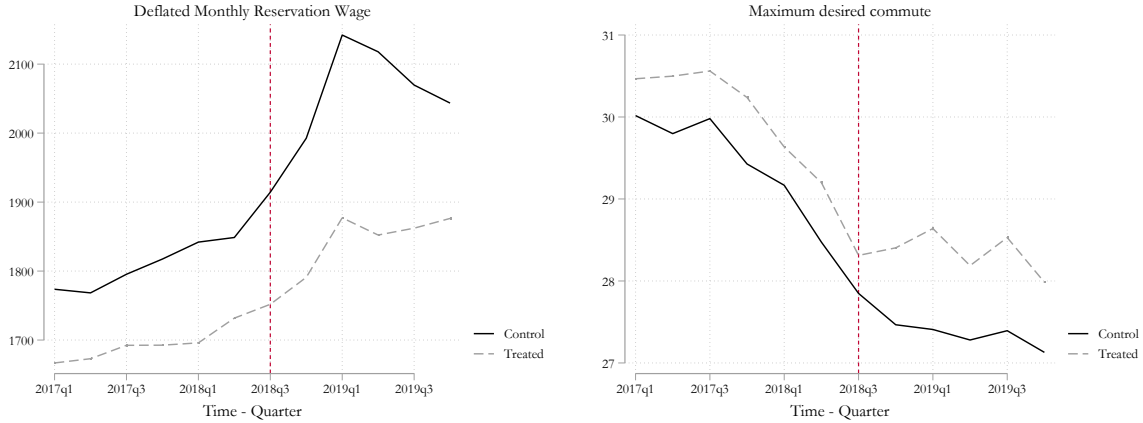 Deflated Monthly Reservation Wage
2100
2000
1900
1800
1700
2017q1 2017q3 2018q1 2018q3 2019q1 2019q3
Time - Quarter
Control
Treated
Maximum desired commute
31
30
29
28
27
2017q1 2017q3 2018q1 2018q3 2019q1 2019q3
Time - Quarter
Control
Treated